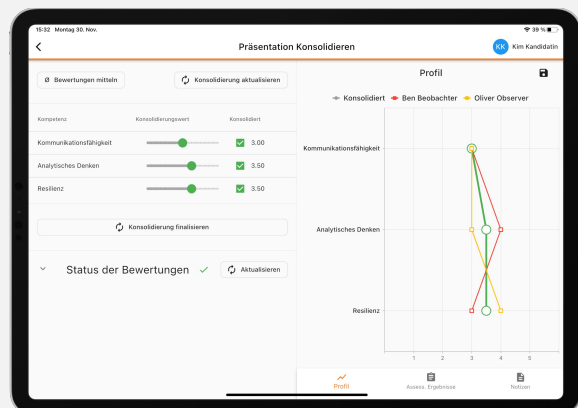 15:32 Montag 30. Nov.
39 %
Präsentation Konsolidieren
KK Kim Kandidatin
Ø Bewertungen mitteln
Konsolidierung aktualisieren
Kompetenz Konsolidierungswert Konsolidiert
Kommunikationsfähigkeit 3.00
Analytisches Denken 3.50
Resilienz 3.50
Konsolidierung finalisieren
Status der Bewertungen
Aktualisieren
Profil
Konsolidiert Ben Beobachter Oliver Observer
Kommunikationsfähigkeit
Analytisches Denken
Resilienz
1 2 3 4 5
Profil
Assess. Ergebnisse
Notizen